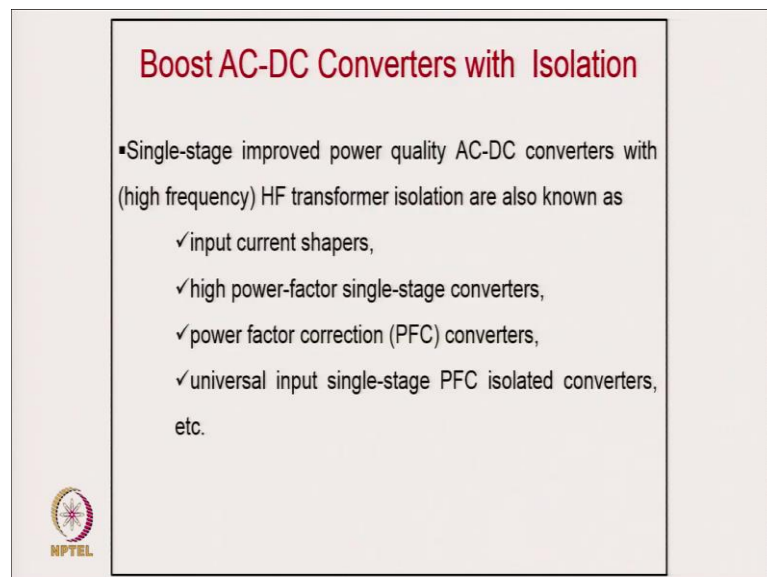 Boost AC-DC Converters with Isolation
▪Single-stage improved power quality AC-DC converters with
(high frequency) HF transformer isolation are also known as
✓input current shapers,
✓high power-factor single-stage converters,
✓power factor correction (PFC) converters,
✓universal input single-stage PFC isolated converters,
etc.
NPTEL